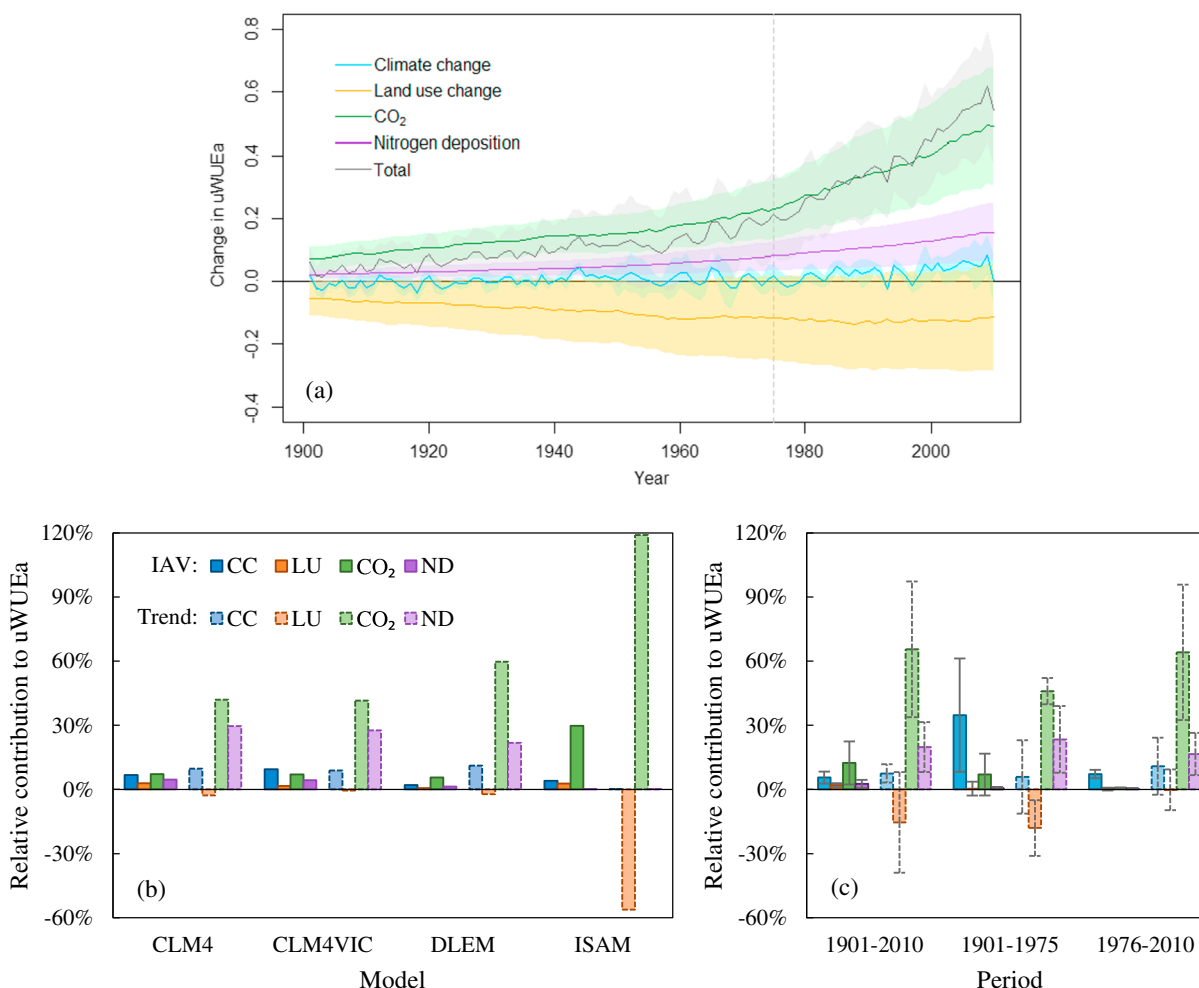 0.8
0.6
0.4
0.2
0.0
-0.2
-0.4
Change in uWUEa
Climate change
Land use change
CO₂
Nitrogen deposition
Total
(a)
1900 1920 1940 1960 1980 2000
Year
120%
90%
60%
30%
0%
-30%
-60%
Relative contribution to uWUEa
IAV: CC LU CO₂ ND
Trend: CC LU CO₂ ND
(b)
CLM4 CLM4VIC DLEM ISAM
Model
120%
90%
60%
30%
0%
-30%
-60%
Relative contribution to uWUEa
(c)
1901-2010 1901-1975 1976-2010
Period